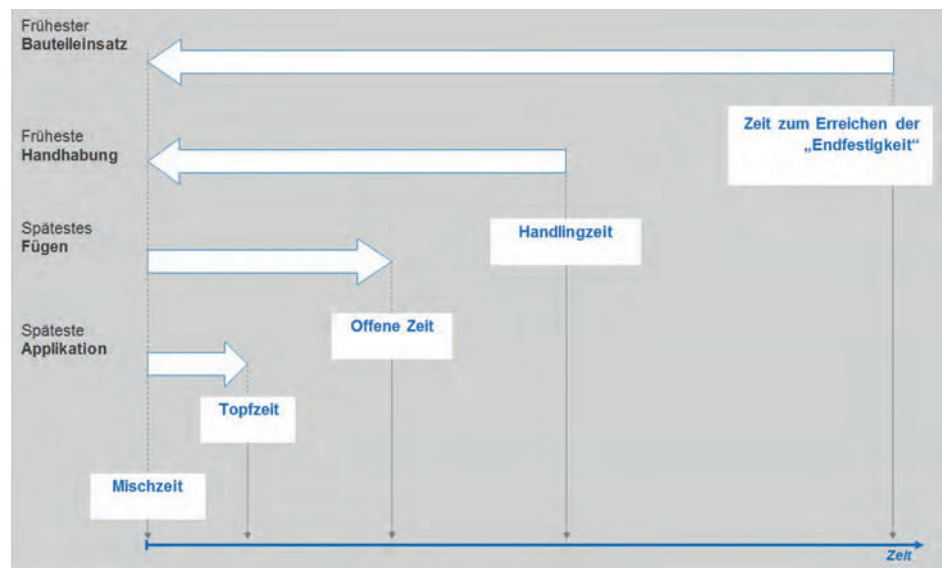 Frühester
Bauteileinsatz
Zeit zum Erreichen der
„Endfestigkeit“
Früheste
Handhabung
Handlingzeit
Spätestes
Fügen
Offene Zeit
Späteste
Applikation
Topfzeit
Mischzeit
Zeit